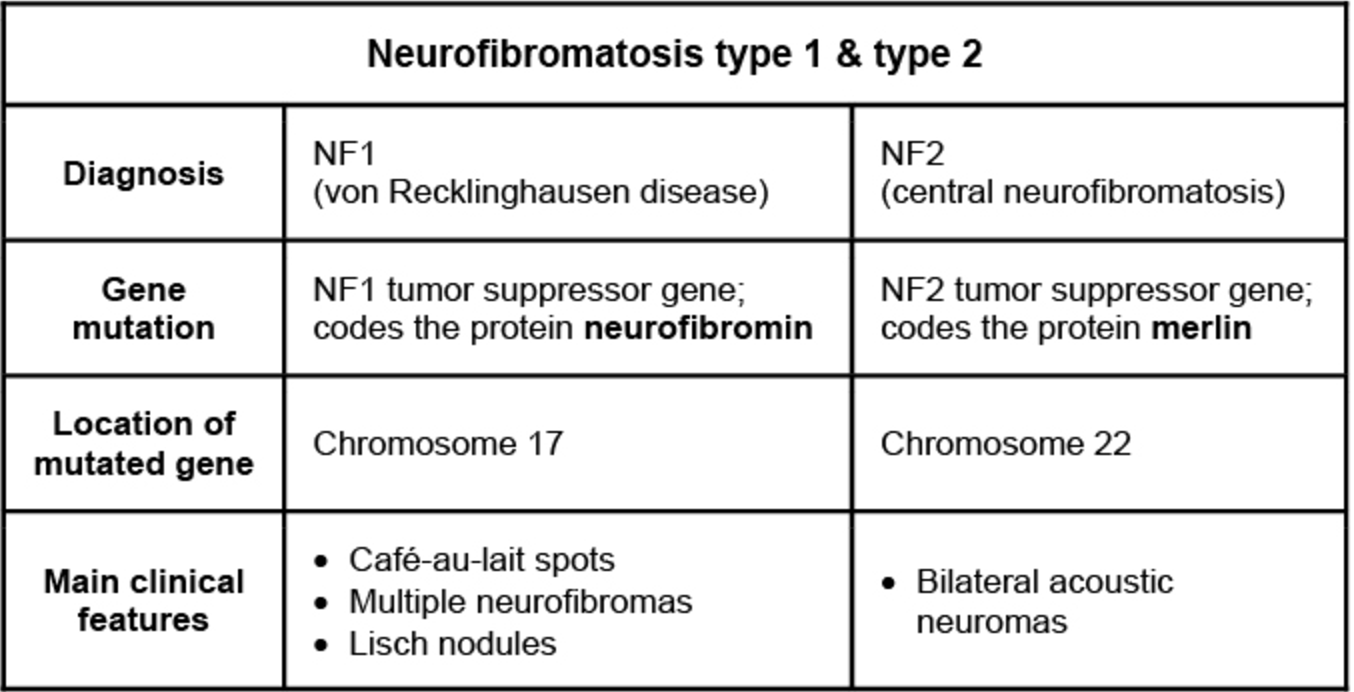 Neurofibromatosis type 1 & type 2
Diagnosis
NF1
(von Recklinghausen disease)
NF2
(central neurofibromatosis)
Gene
mutation
NF1 tumor suppressor gene;
codes the protein neurofibromin
NF2 tumor suppressor gene;
codes the protein merlin
Location of
mutated gene
Chromosome 17
Chromosome 22
Main clinical
features
• Café-au-lait spots
• Multiple neurofibromas
• Lisch nodules
• Bilateral acoustic
neuromas